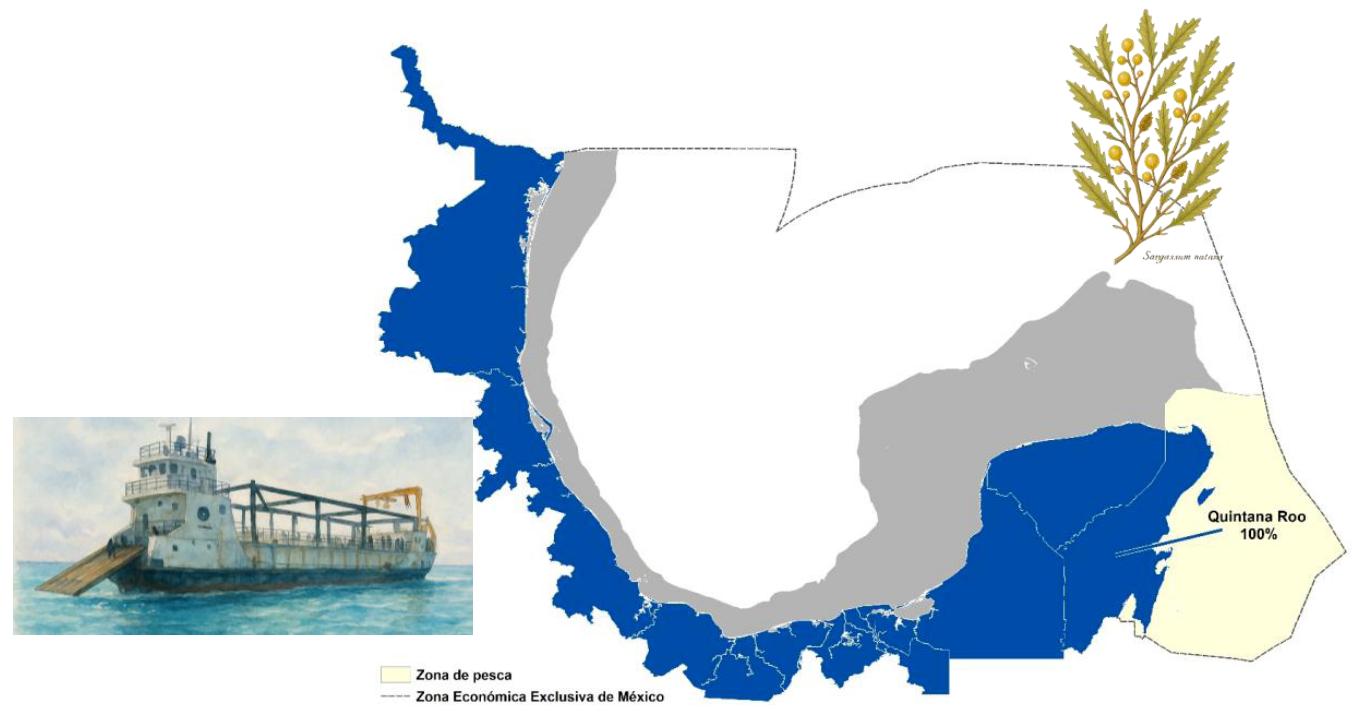 Sargassum natans
Quintana Roo
100%
Zona de pesca
Zona Económica Exclusiva de México